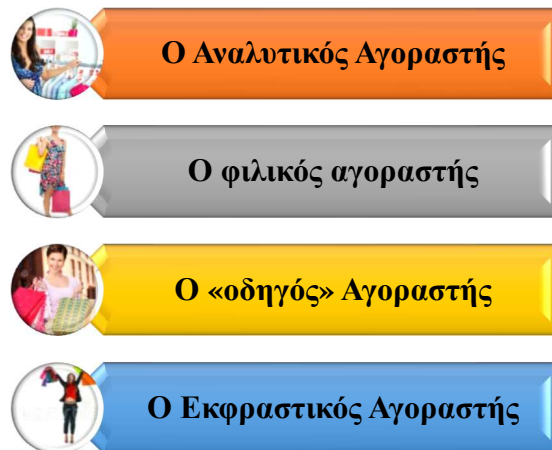 Ο Αναλυτικός Αγοραστής
Ο φιλικός αγοραστής
Ο «οδηγός» Αγοραστής
Ο Εκφραστικός Αγοραστής